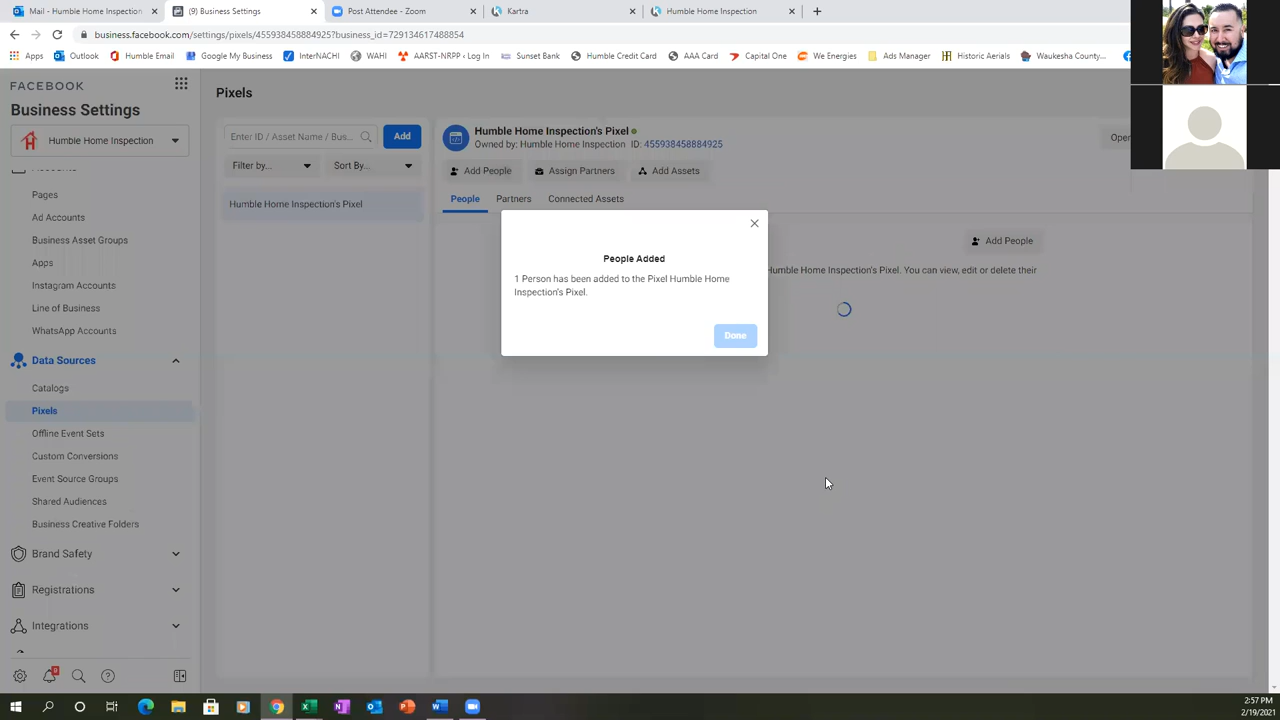 Mail - Humble Home Inspection
(9) Business Settings
Post Attendee - Zoom
Kartra
Humble Home Inspection
business.facebook.com/settings/pixels/455938458884925?business_id=729134617488854
Apps
Outlook
Humble Email
Google My Business
InterNACHI
WAHI
AARST-NRPP < Log In
Sunset Bank
Humble Credit Card
AAA Card
Capital One
We Energies
Ads Manager
Historic Aerials
Waukesha County...
FACEBOOK
Business Settings
Humble Home Inspection
Pages
Ad Accounts
Business Asset Groups
Apps
Instagram Accounts
Line of Business
WhatsApp Accounts
Data Sources
Catalogs
Pixels
Offline Event Sets
Custom Conversions
Event Source Groups
Shared Audiences
Business Creative Folders
Brand Safety
Registrations
Integrations
9
Pixels
Enter ID / Asset Name / Bus...
Add
Filter by...
Sort By...
Humble Home Inspection's Pixel
Humble Home Inspection's Pixel
Owned by: Humble Home Inspection ID: 455938458884925
Open
Add People
Assign Partners
Add Assets
People
Partners
Connected Assets
Add People
Humble Home Inspection's Pixel. You can view, edit or delete their
People Added
1 Person has been added to the Pixel Humble Home
Inspection's Pixel.
Done
2:57 PM
2/19/2021